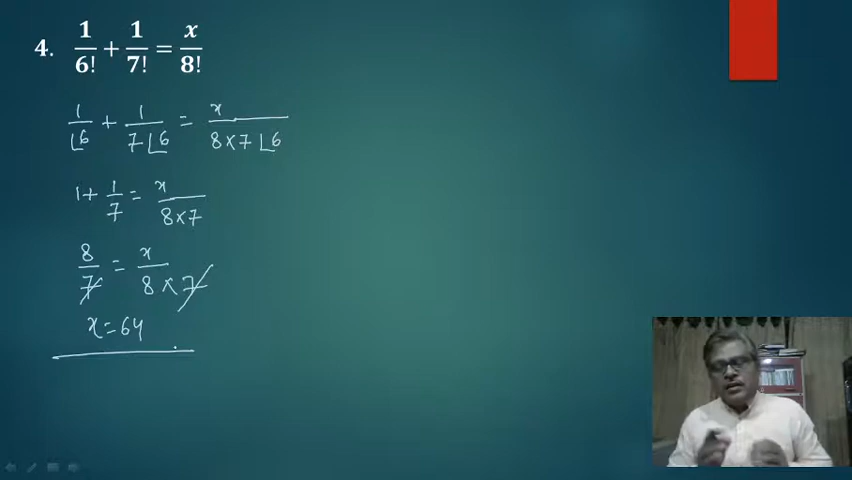 4. 1/6! + 1/7! = x/8!
1/⌊6 + 1/7⌊6 = x/8×7⌊6
1+ 1/7 = x/8×7
8/7 = x/8×7
x=64